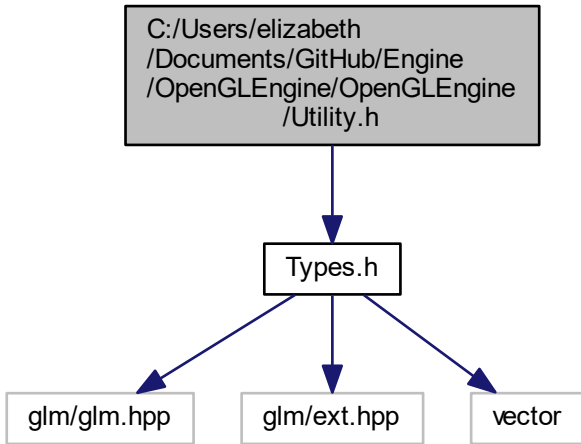 C:/Users/elizabeth
/Documents/GitHub/Engine
/OpenGLEngine/OpenGLEngine
/Utility.h
Types.h
glm/glm.hpp
glm/ext.hpp
vector